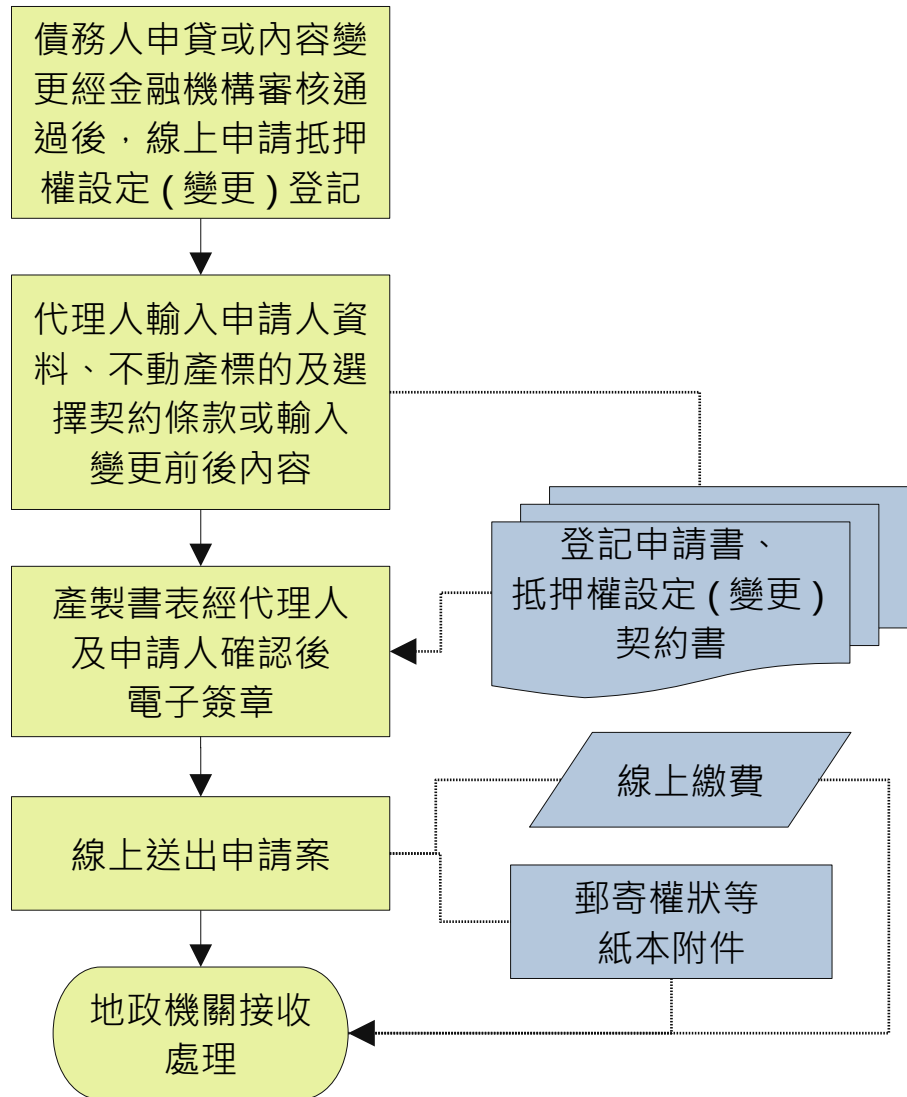 債務人申貸或內容變
更經金融機構審核通
過後，線上申請抵押
權設定(變更)登記
代理人輸入申請人資
料、不動產標的及選
擇契約條款或輸入
變更前後內容
登記申請書、
抵押權設定(變更)
契約書
產製書表經代理人
及申請人確認後
電子簽章
線上繳費
線上送出申請案
郵寄權狀等
紙本附件
地政機關接收
處理